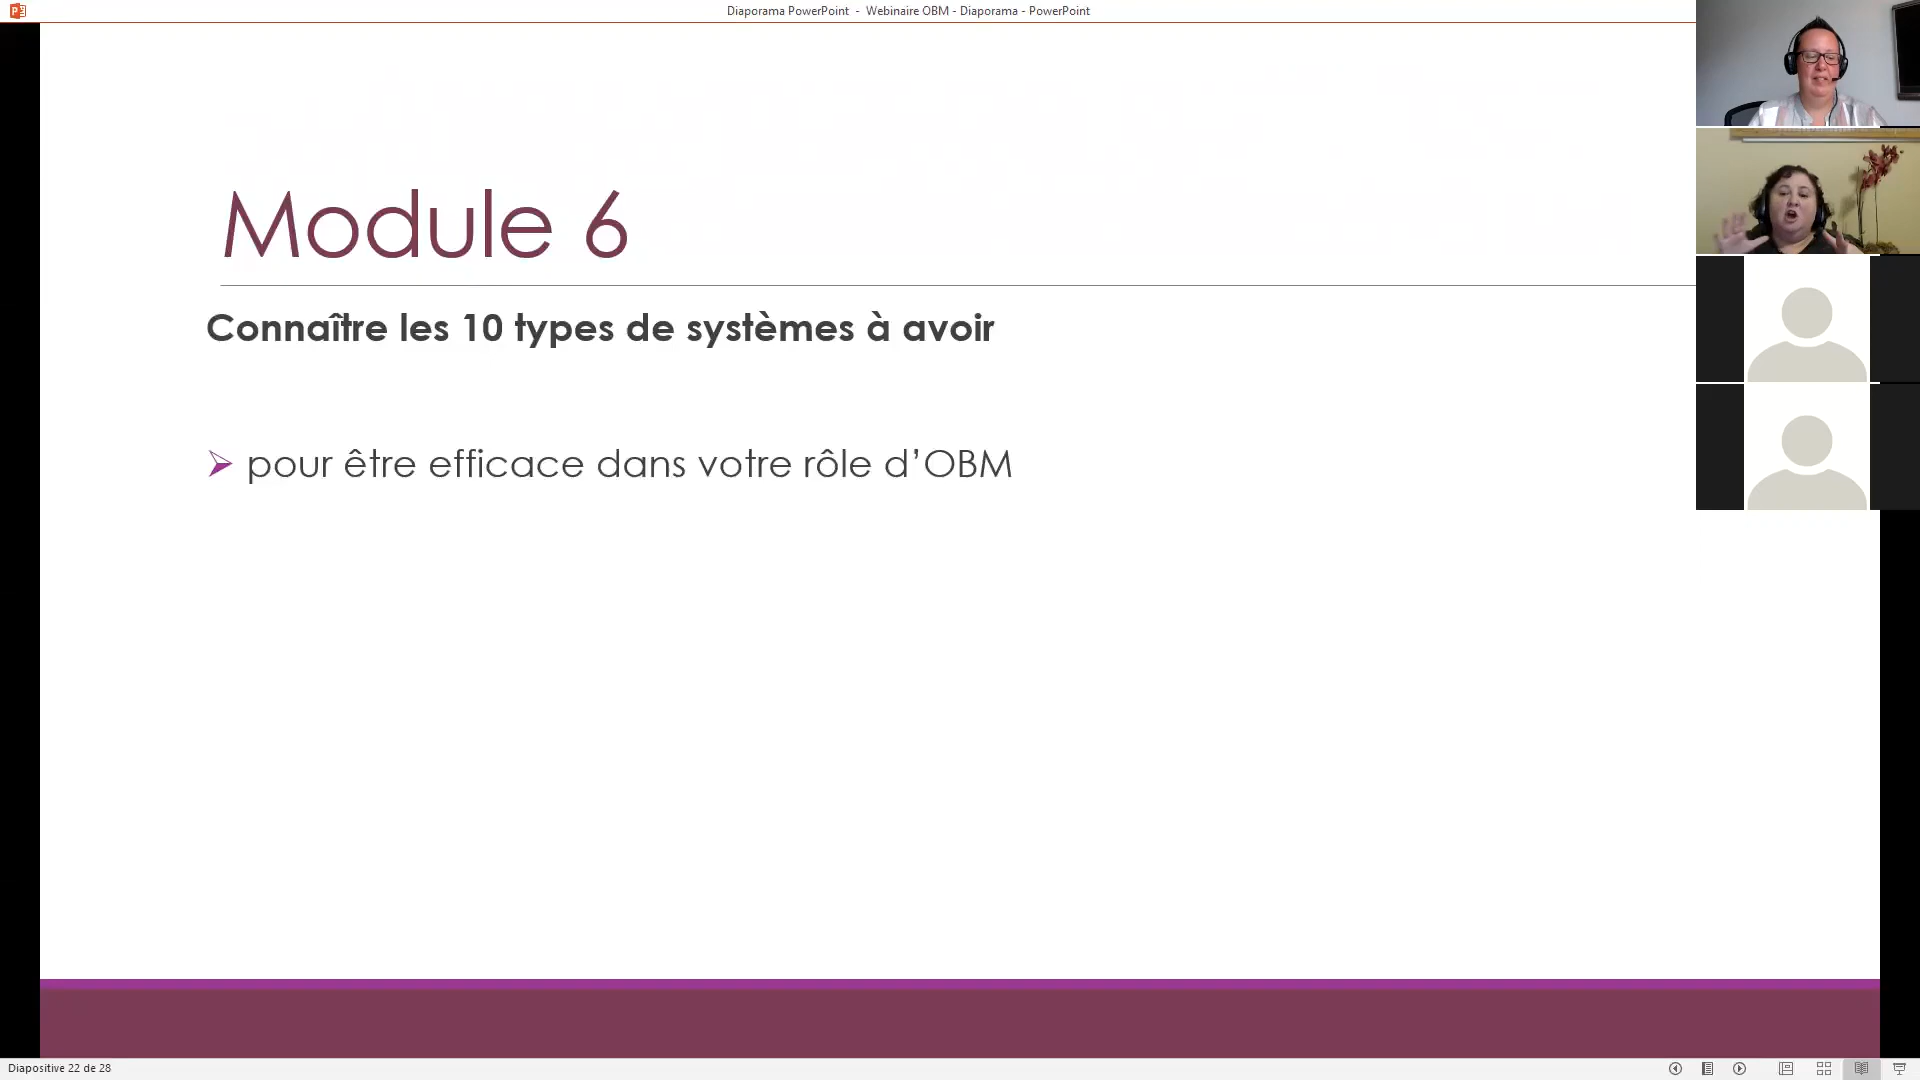 Diaporama PowerPoint - Webinaire OBM - Diaporama - PowerPoint
Module 6
Connaître les 10 types de systèmes à avoir
pour être efficace dans votre rôle d’OBM
Diapositive 22 de 28